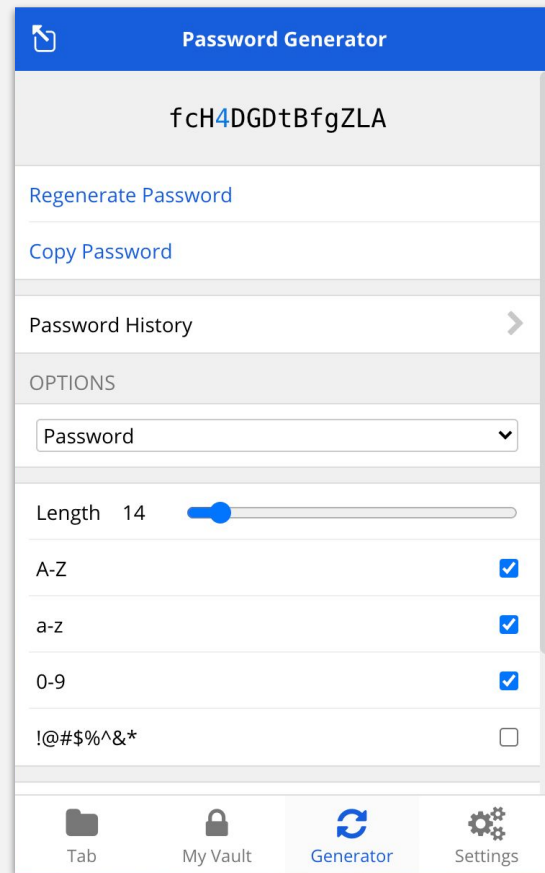 Password Generator
fcH4DGDtBfgZLA
Regenerate Password
Copy Password
Password History
OPTIONS
Password
Length 14
A-Z
a-z
0-9
!@#$%^&*
Tab My Vault Generator Settings